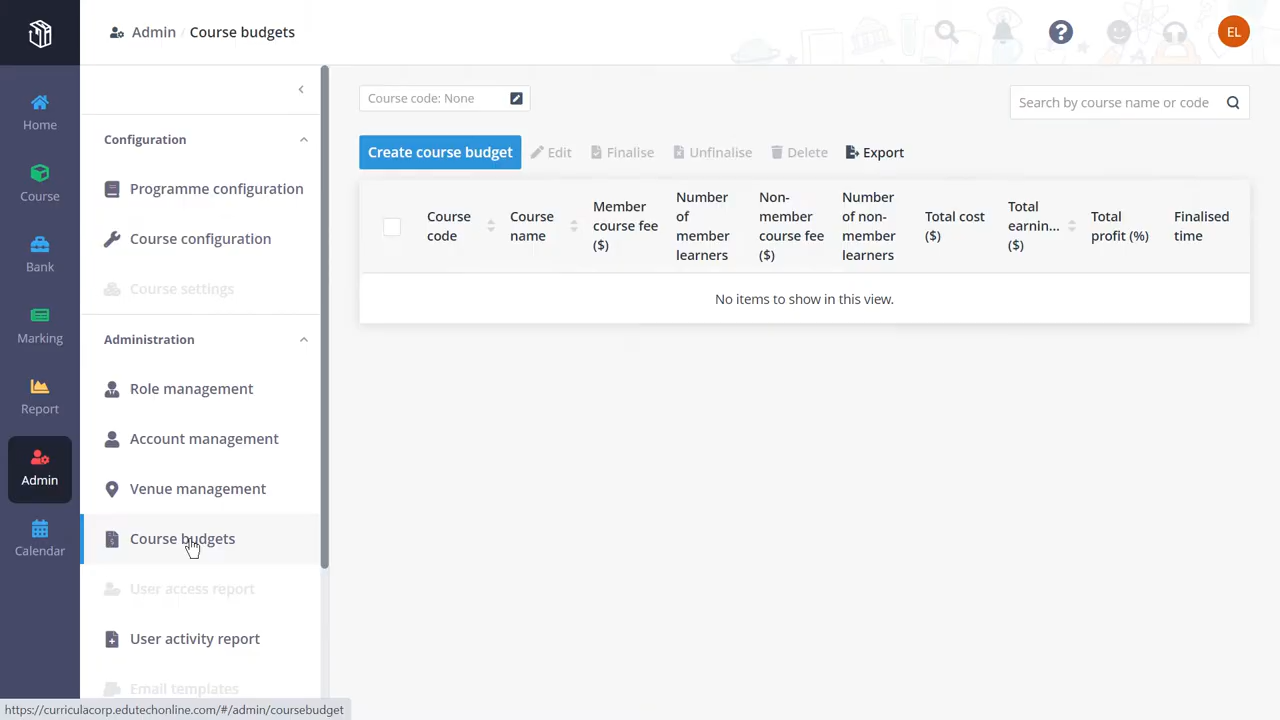 Admin / Course budgets
EL
Home
Course
Bank
Marking
Report
Admin
Calendar
Configuration
Programme configuration
Course configuration
Course settings
Administration
Role management
Account management
Venue management
Course budgets
User access report
User activity report
Email templates
https://curriculacorp.edutechonline.com/#/admin/coursebudget
Course code: None
Search by course name or code
Create course budget
Edit
Finalise
Unfinalise
Delete
Export
Course code
Course name
Member course fee ($)
Number of member learners
Non-member course fee ($)
Number of non-member learners
Total cost ($)
Total earnin... ($)
Total profit (%)
Finalised time
No items to show in this view.